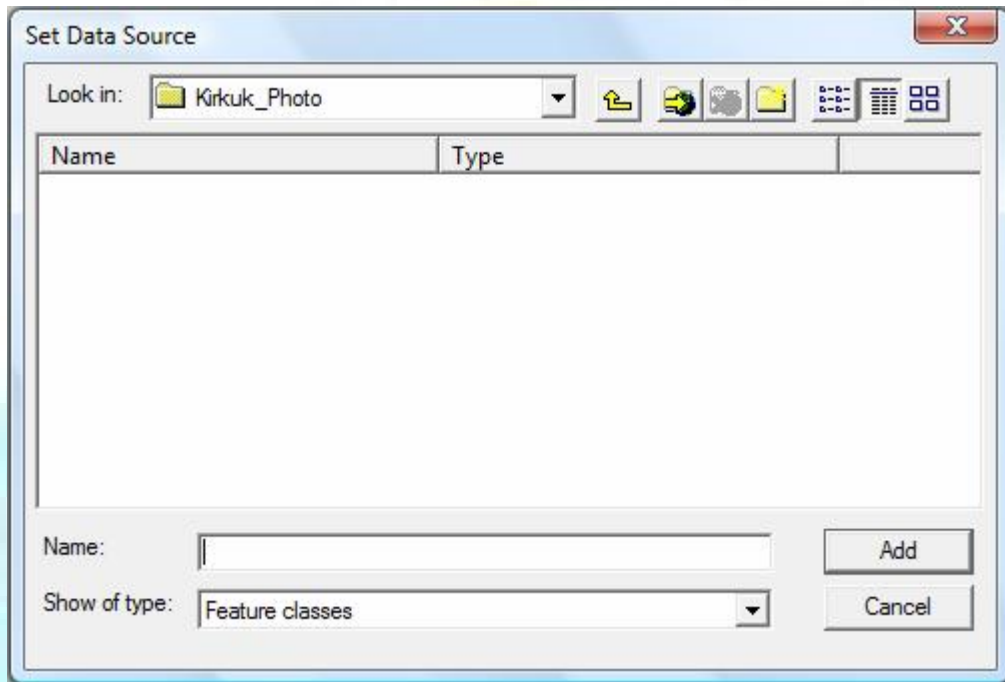 Set Data Source
Look in: Kirkuk_Photo
Name Type
Name:
Add
Show of type: Feature classes
Cancel